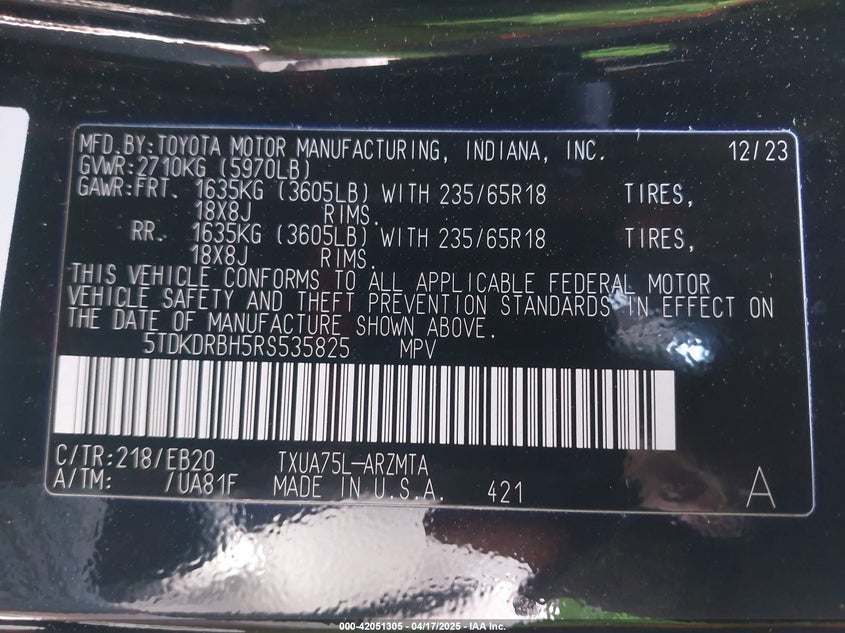 MFD.BY:TOYOTA MOTOR MANUFACTURING, INDIANA, INC. 12/23
GVWR:2710KG (5970LB)
GAWR:FRT. 1635KG (3605LB) WITH 235/65R18 TIRES,
18X8J RIMS.
RR. 1635KG (3605LB) WITH 235/65R18 TIRES,
18X8J RIMS.
THIS VEHICLE CONFORMS TO ALL APPLICABLE FEDERAL MOTOR
VEHICLE SAFETY AND THEFT PREVENTION STANDARDS IN EFFECT ON
THE DATE OF MANUFACTURE SHOWN ABOVE.
5TDKDRBH5RS535825 MPV
C/TR:218/EB20 TXUA75L-ARZMTA
A/TM: /UA81F MADE IN U.S.A. 421 A
000-42051305 - 04/17/2025 - IAA Inc.